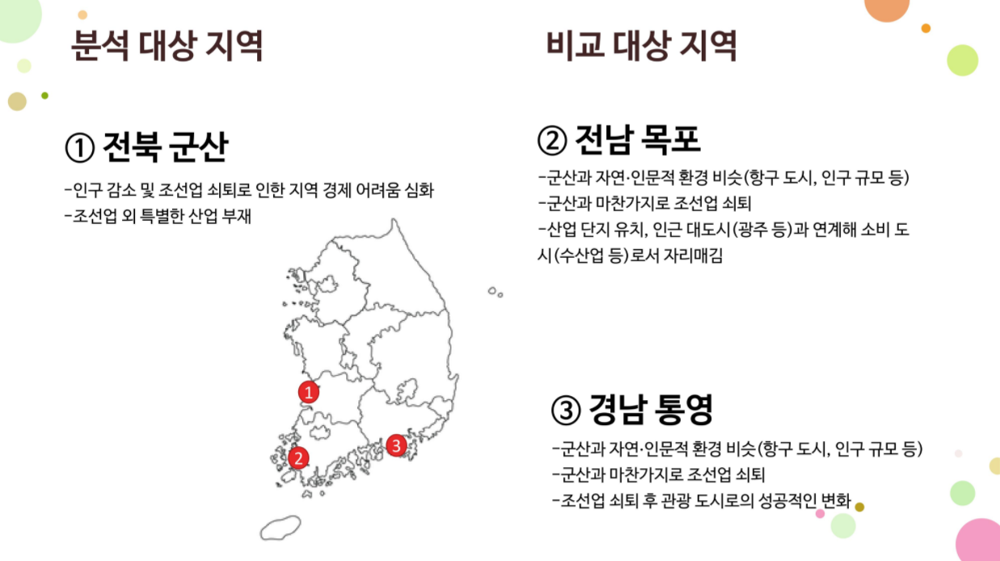 분석 대상 지역
① 전북 군산
-인구 감소 및 조선업 쇠퇴로 인한 지역 경제 어려움 심화
-조선업 외 특별한 산업 부재
1
2
3
비교 대상 지역
② 전남 목포
-군산과 자연·인문적 환경 비슷(항구 도시, 인구 규모 등)
-군산과 마찬가지로 조선업 쇠퇴
-산업 단지 유치, 인근 대도시(광주 등)과 연계해 소비 도
시(수산업 등)로서 자리매김
③ 경남 통영
-군산과 자연·인문적 환경 비슷(항구 도시, 인구 규모 등)
-군산과 마찬가지로 조선업 쇠퇴
-조선업 쇠퇴 후 관광 도시로의 성공적인 변화